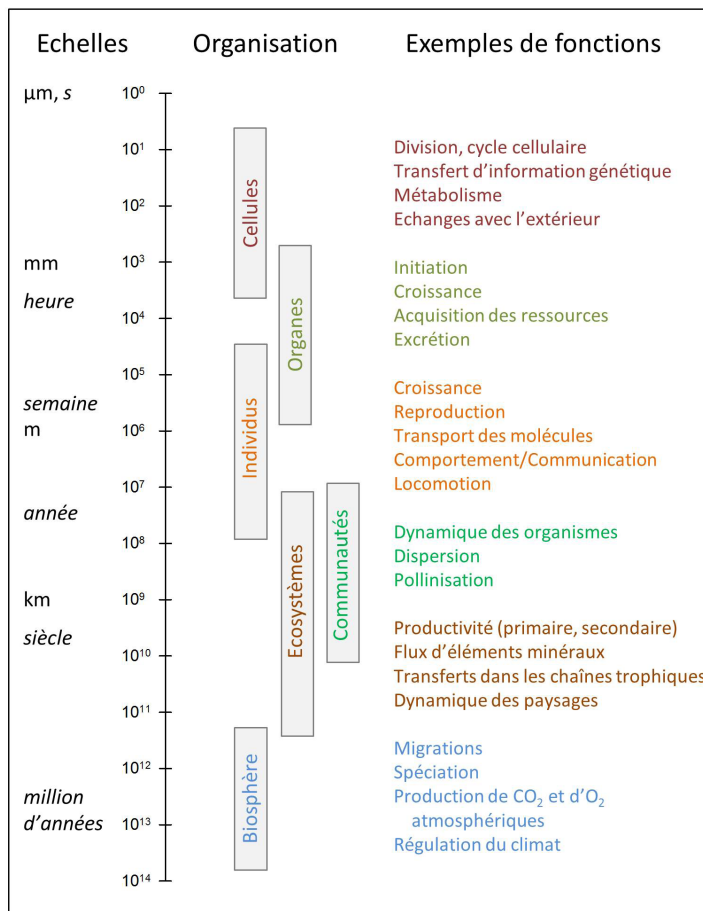 Echelles Organisation Exemples de fonctions
µm, s
10⁰
10¹
10²
mm
10³
heure
10⁴
10⁵
semaine
m
10⁶
10⁷
année
10⁸
km
10⁹
siècle
10¹⁰
10¹¹
10¹²
million
d’années
10¹³
10¹⁴
Cellules
Organes
Individus
Communautés
Ecosystèmes
Biosphère
Division, cycle cellulaire
Transfert d’information génétique
Métabolisme
Echanges avec l’extérieur
Initiation
Croissance
Acquisition des ressources
Excrétion
Croissance
Reproduction
Transport des molécules
Comportement/Communication
Locomotion
Dynamique des organismes
Dispersion
Pollinisation
Productivité (primaire, secondaire)
Flux d’éléments minéraux
Transferts dans les chaînes trophiques
Dynamique des paysages
Migrations
Spéciation
Production de CO₂ et d’O₂
atmosphériques
Régulation du climat